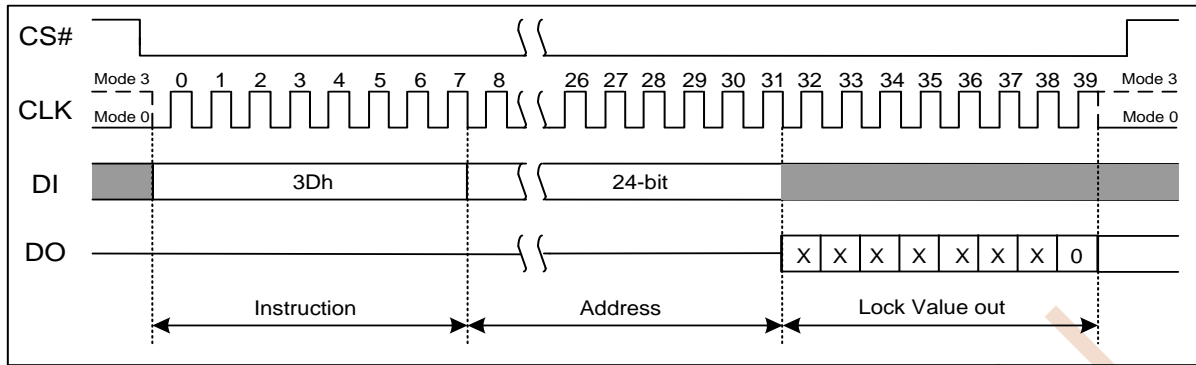 CS#
Mode 3 0 1 2 3 4 5 6 7 8 26 27 28 29 30 31 32 33 34 35 36 37 38 39 Mode 3
CLK
Mode 0 Mode 0
DI 3Dh 24-bit
DO X X X X X X X 0
Instruction Address Lock Value out